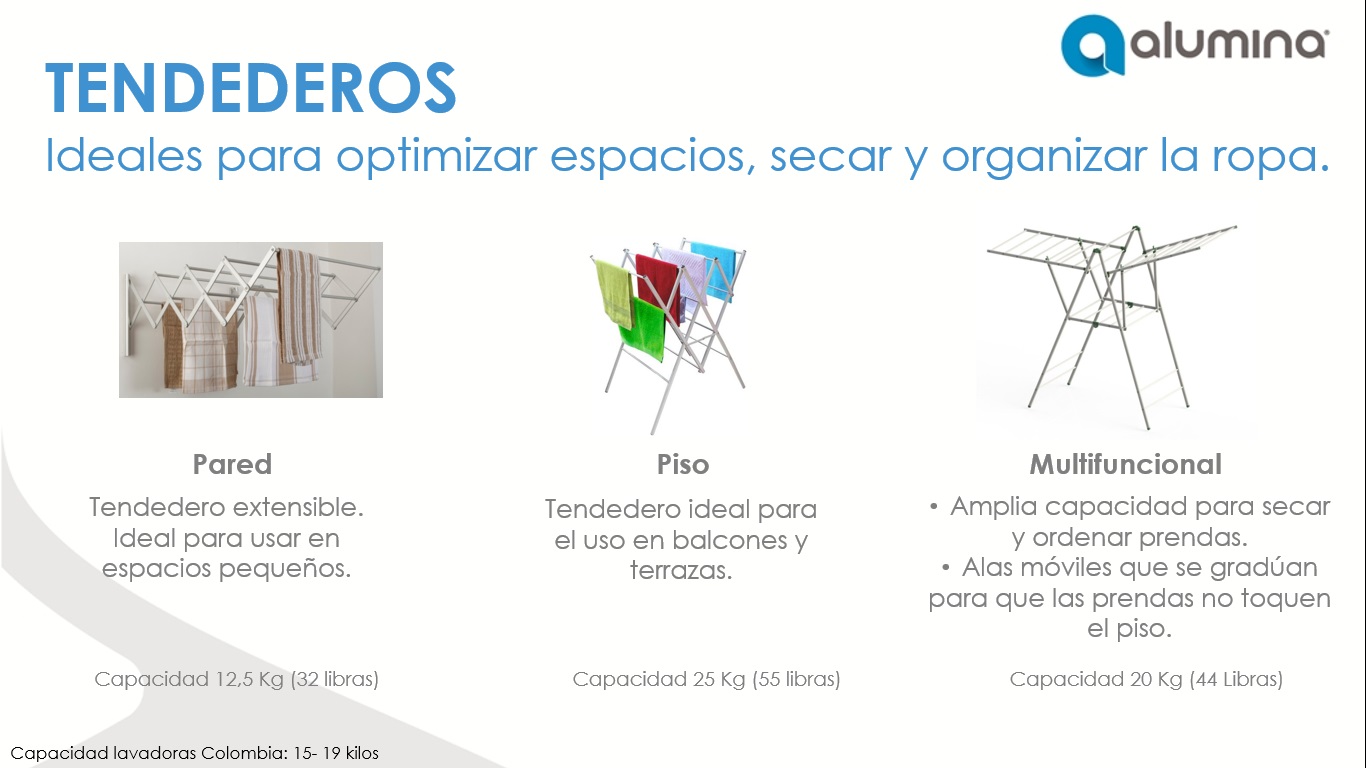 alumina®
TENDEDEROS
Ideales para optimizar espacios, secar y organizar la ropa.
Pared
Tendedero extensible.
Ideal para usar en
espacios pequeños.
Capacidad 12,5 Kg (32 libras)
Piso
Tendedero ideal para
el uso en balcones y
terrazas.
Capacidad 25 Kg (55 libras)
Multifuncional
• Amplia capacidad para secar
y ordenar prendas.
• Alas móviles que se gradúan
para que las prendas no toquen
el piso.
Capacidad 20 Kg (44 Libras)
Capacidad lavadoras Colombia: 15- 19 kilos